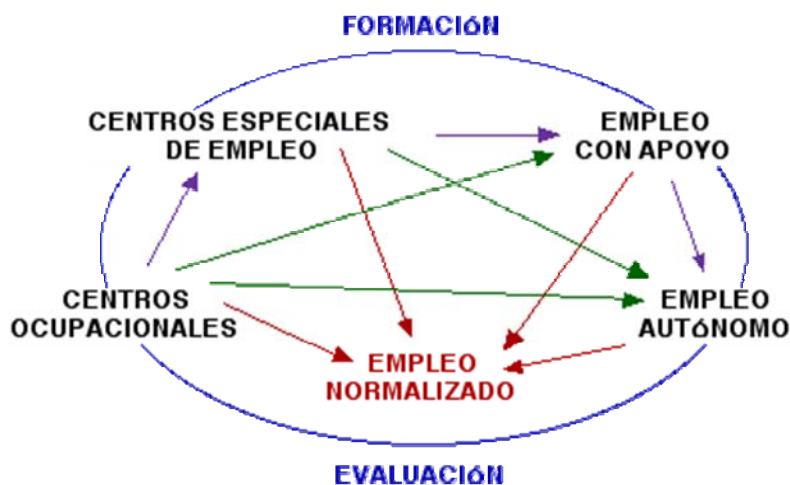 FORMACIóN
CENTROS ESPECIALES
DE EMPLEO
EMPLEO
CON APOYO
CENTROS
OCUPACIONALES
EMPLEO
AUTóNOMO
EMPLEO
NORMALIZADO
EVALUACIóN